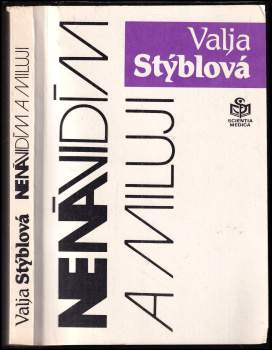 Valja Stýblová NENÁVIDÍM A MILUJI
Valja
Stýblová
SCIENTIA
MEDICA
NENÁVIDÍM
A MILUJI